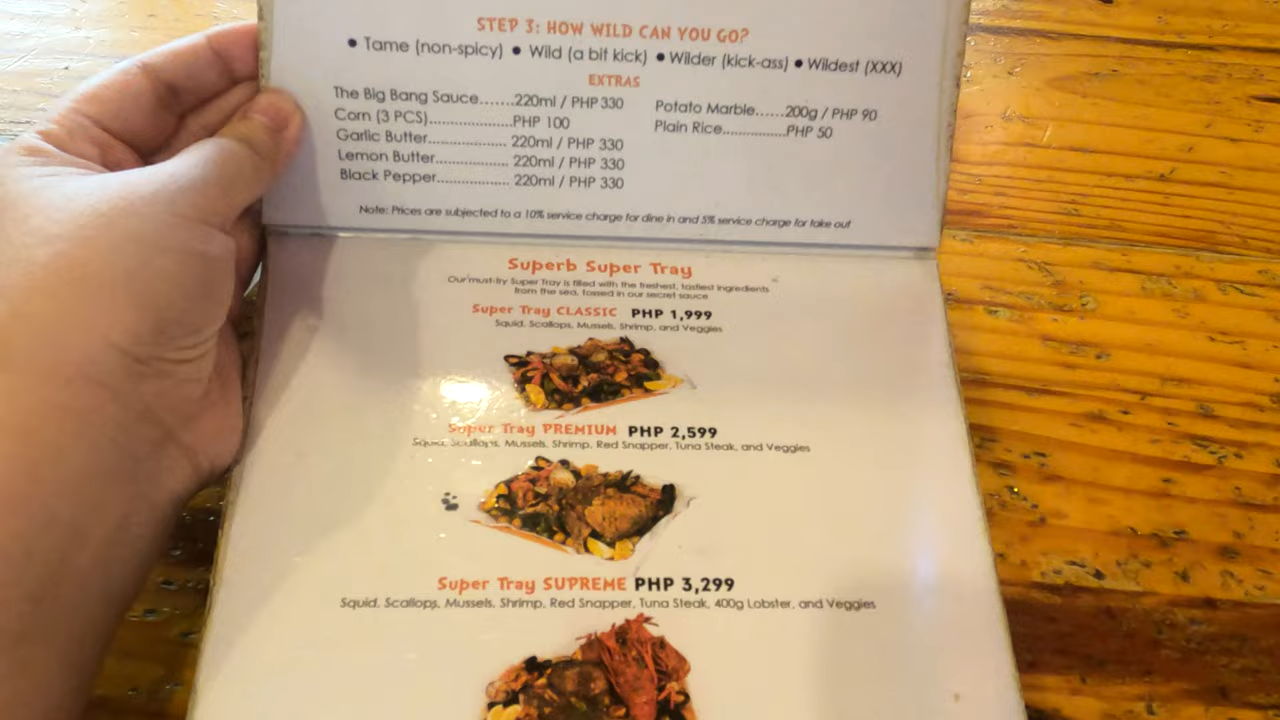 STEP 3: HOW WILD CAN YOU GO?
• Tame (non-spicy) • Wild (a bit kick) • Wilder (kick-ass) • Wildest (XXX)
EXTRAS
The Big Bang Sauce.......220ml / PHP 330
Corn (3 PCS).....................PHP 100
Garlic Butter.................... 220ml / PHP 330
Lemon Butter.................. 220ml / PHP 330
Black Pepper.................. 220ml / PHP 330
Potato Marble......200g / PHP 90
Plain Rice................PHP 50
Note: Prices are subjected to a 10% service charge for dine in and 5% service charge for take out
Superb Super Tray
Our must-try Super Tray is filled with the freshest, tastiest ingredients
from the sea, tossed in our secret sauce
Super Tray CLASSIC PHP 1,999
Squid, Scallops, Mussels, Shrimp, and Veggies
Super Tray PREMIUM PHP 2,599
Squid, Scallops, Mussels, Shrimp, Red Snapper, Tuna Steak, and Veggies
Super Tray SUPREME PHP 3,299
Squid, Scallops, Mussels, Shrimp, Red Snapper, Tuna Steak, 400g Lobster, and Veggies